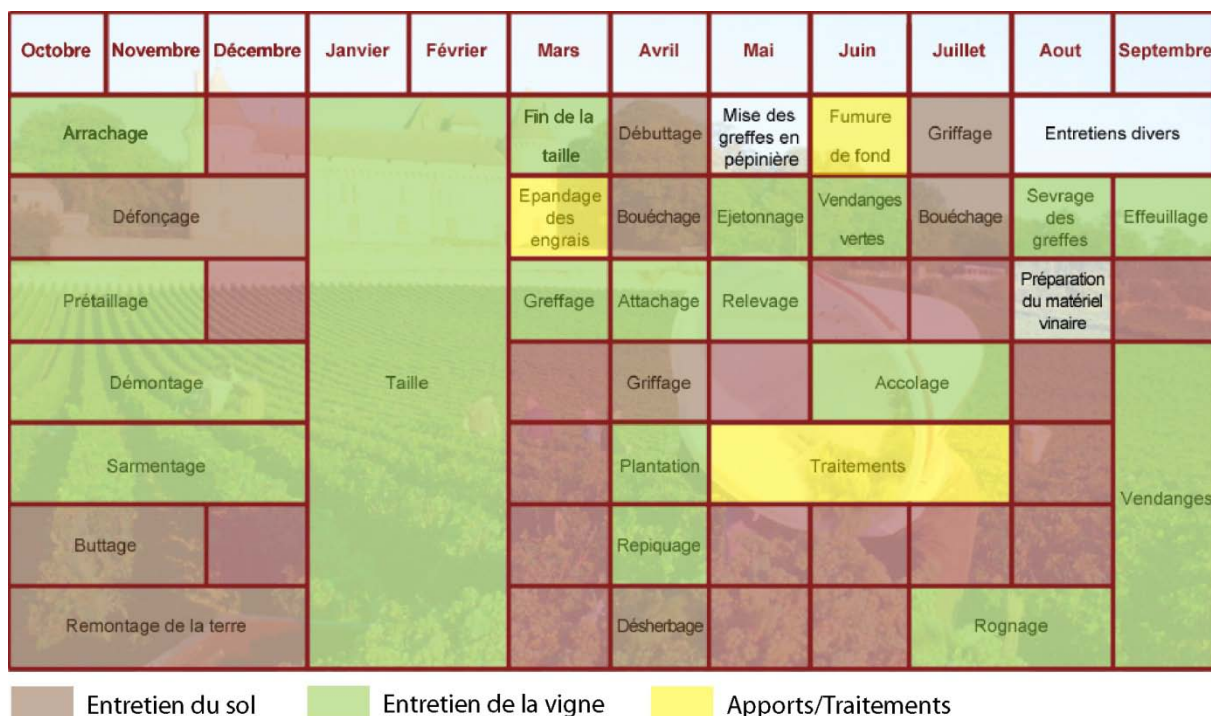 Octobre Novembre Décembre Janvier Février Mars Avril Mai Juin Juillet Aout Septembre
Arrachage
Fin de la
taille
Débuttage
Mise des
greffes en
pépinière
Fumure
de fond
Griffage
Entretiens divers
Défonçage
Epandage
des
engrais
Bouéchage
Ejetonnage
Vendanges
vertes
Bouéchage
Sevrage
des
greffes
Effeuillage
Prétaillage
Greffage
Attachage
Relevage
Préparation
du matériel
vinaire
Démontage
Taille
Griffage
Accolage
Sarmentage
Plantation
Traitements
Vendanges
Buttage
Repiquage
Remontage de la terre
Désherbage
Rognage
Entretien du sol
Entretien de la vigne
Apports/Traitements